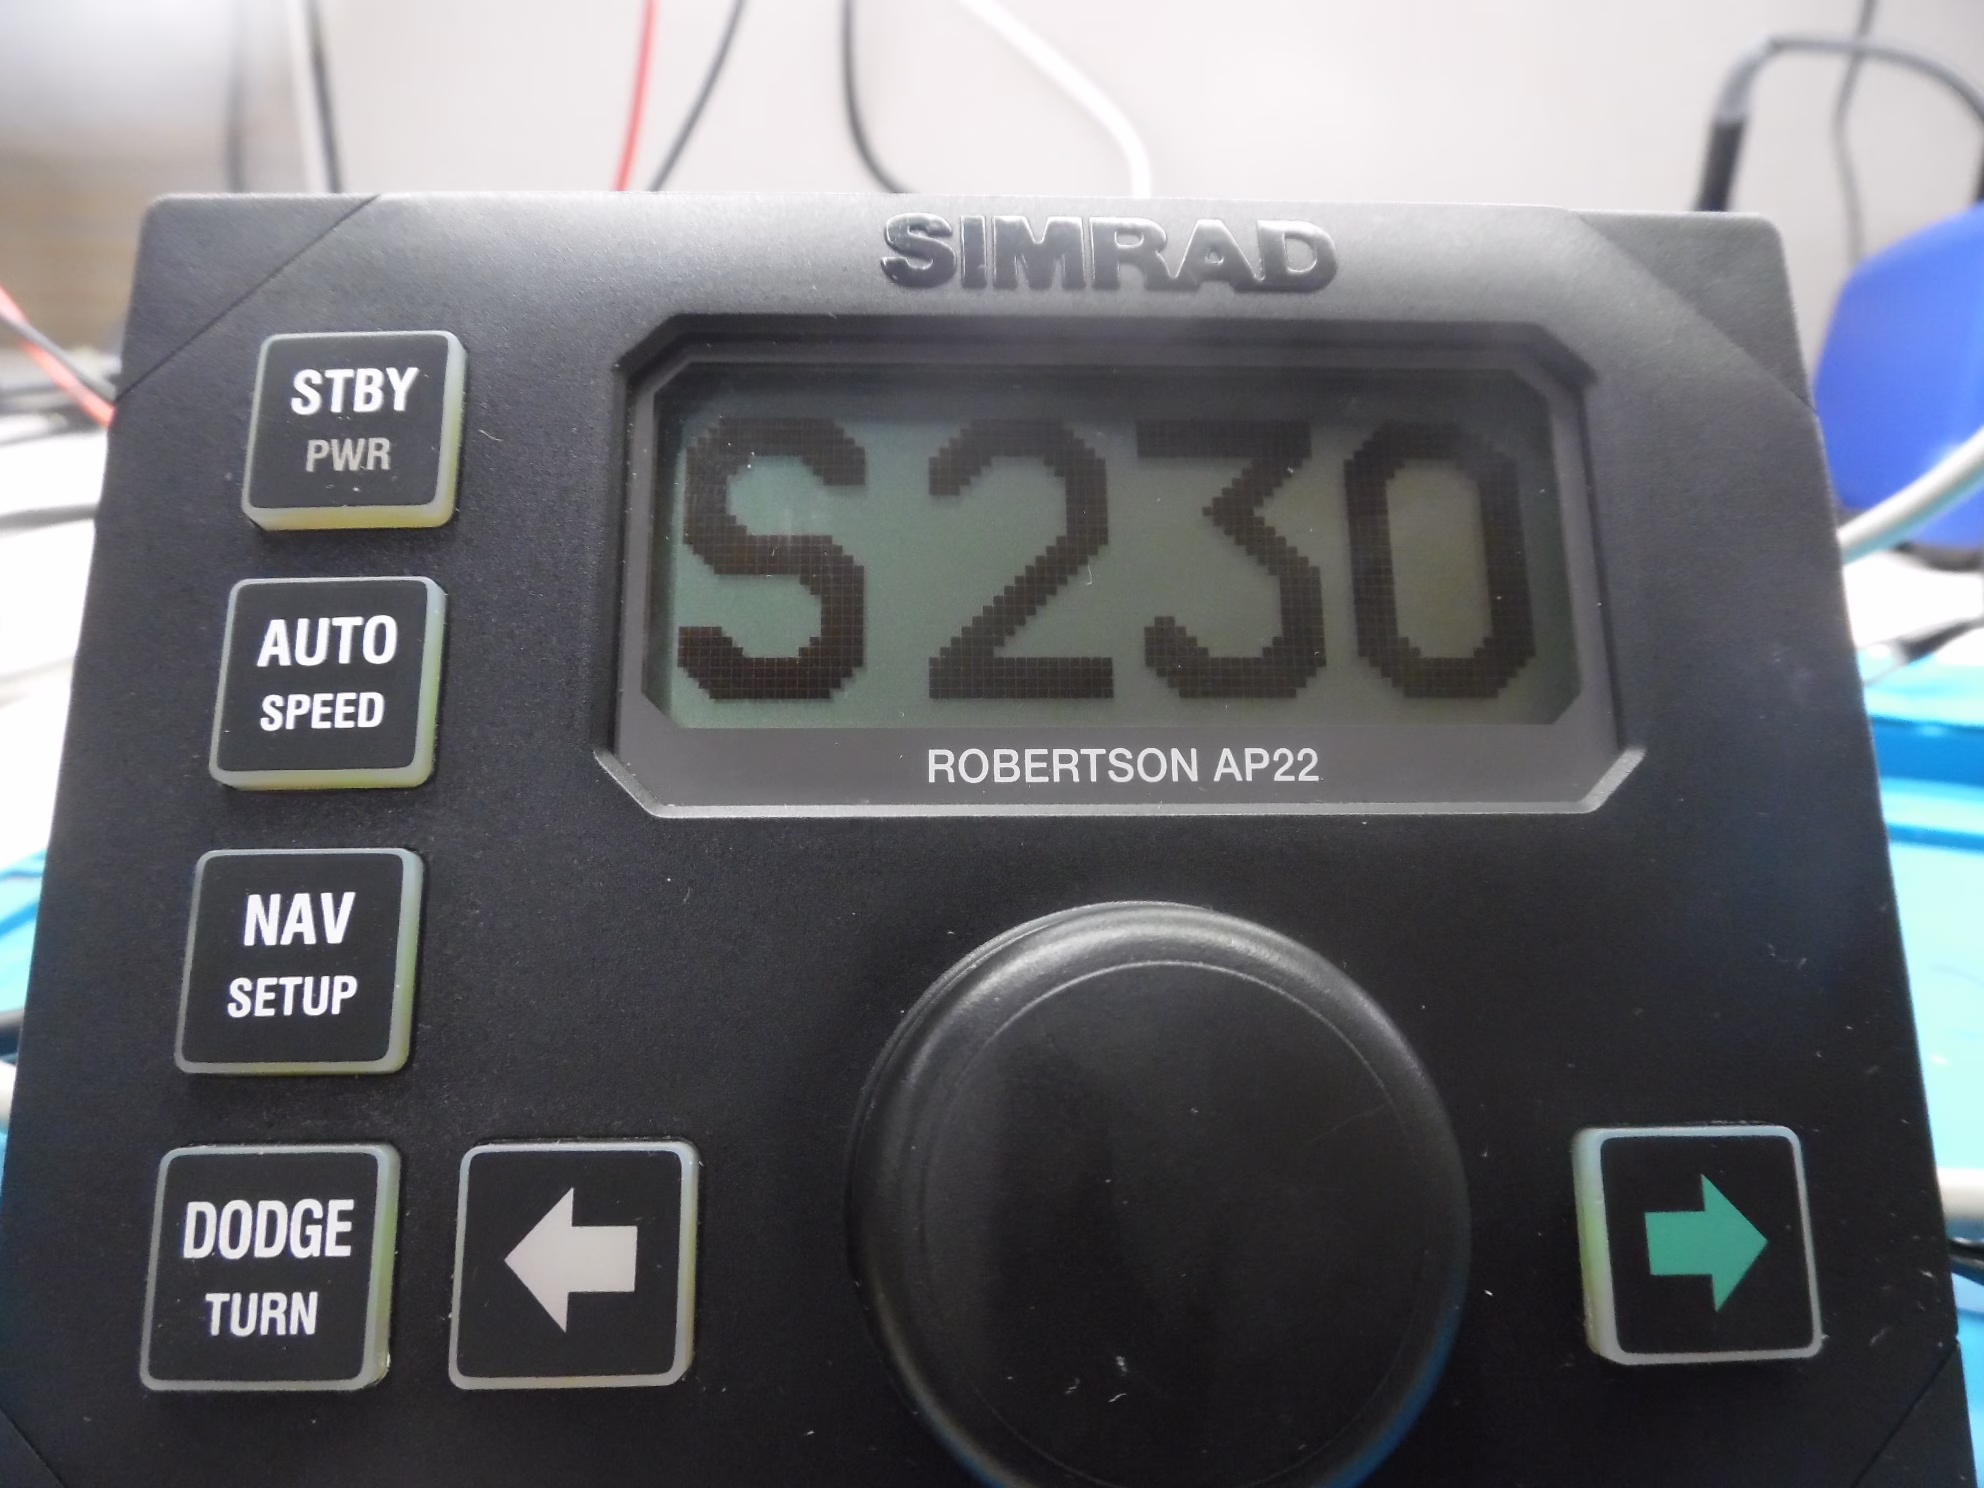 SIMRAD
STBY
PWR
S230
AUTO
SPEED
ROBERTSON AP22
NAV
SETUP
DODGE
TURN